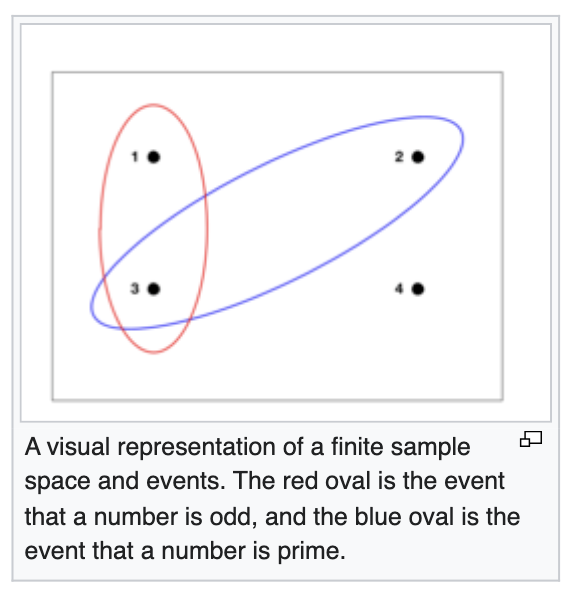 1 2
3 4
A visual representation of a finite sample
space and events. The red oval is the event
that a number is odd, and the blue oval is the
event that a number is prime.